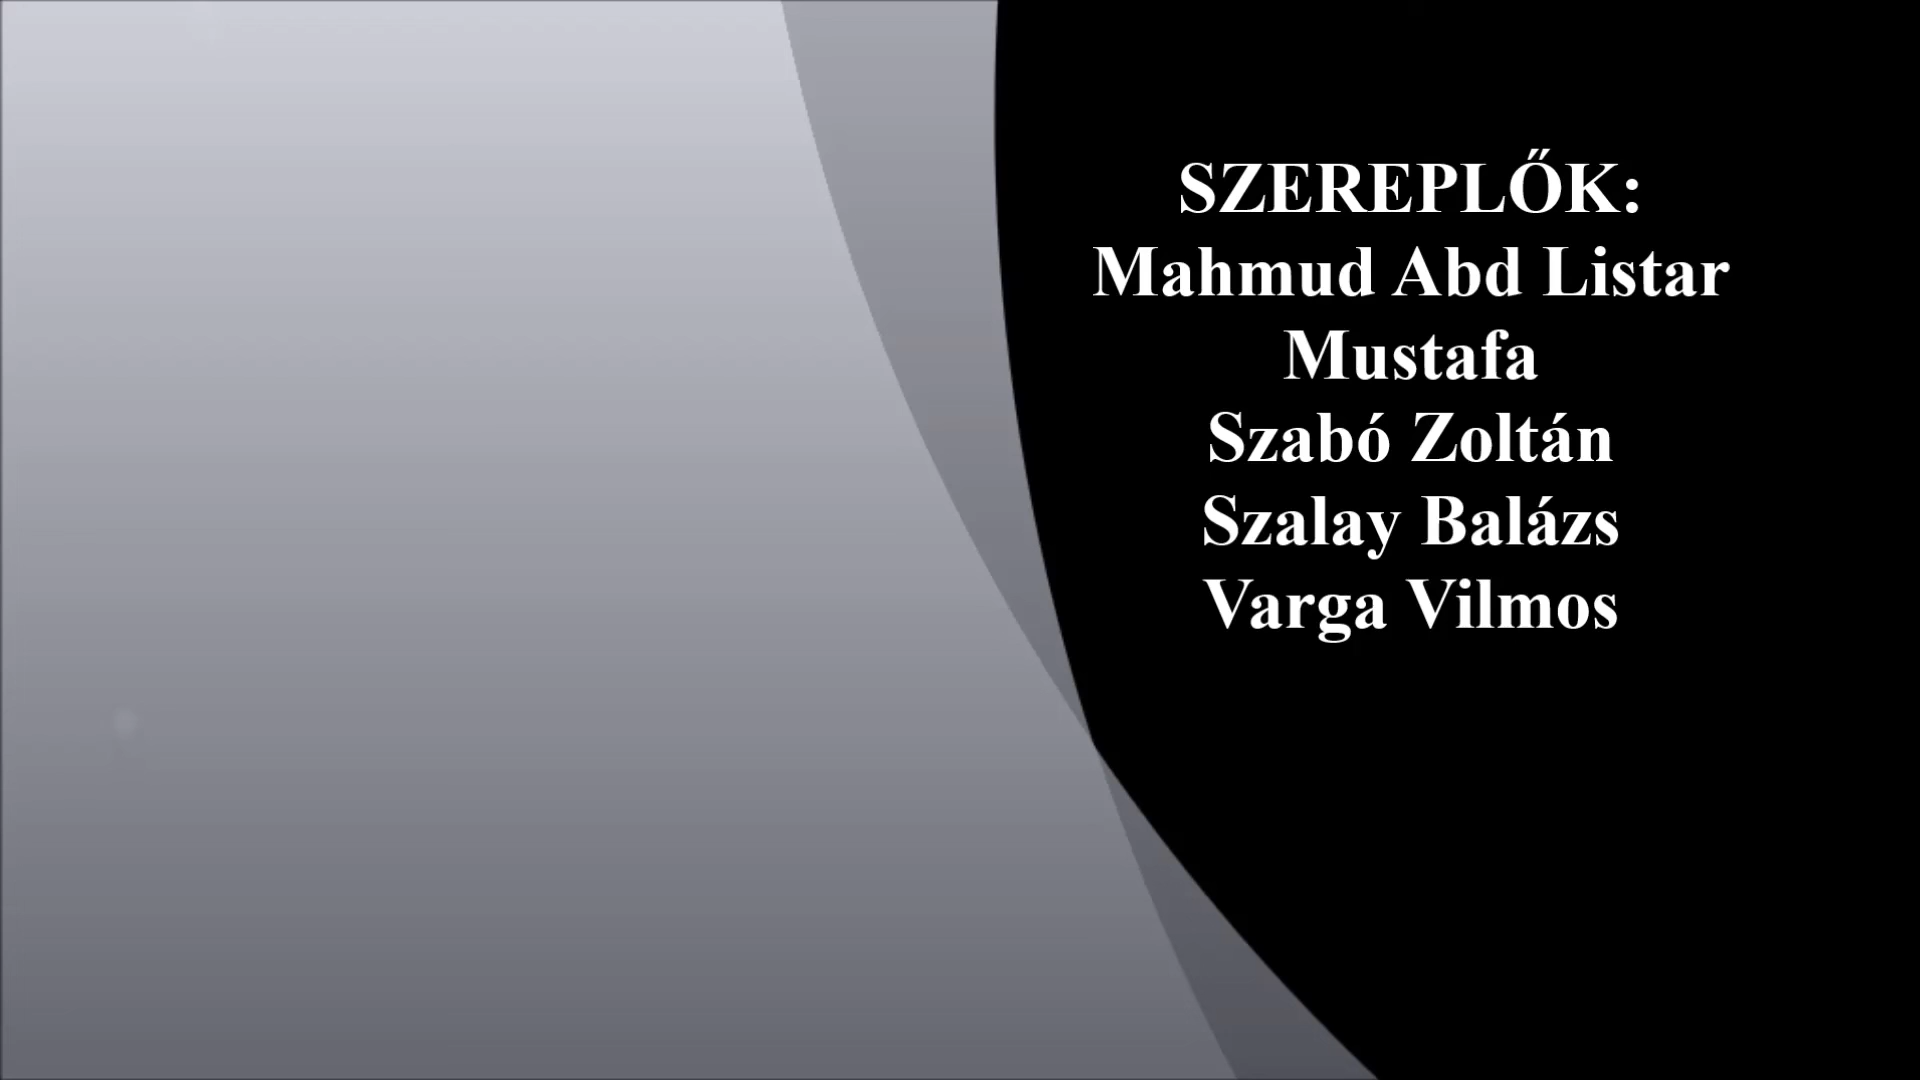 SZEREPLŐK:
Mahmud Abd Listar
Mustafa
Szabó Zoltán
Szalay Balázs
Varga Vilmos